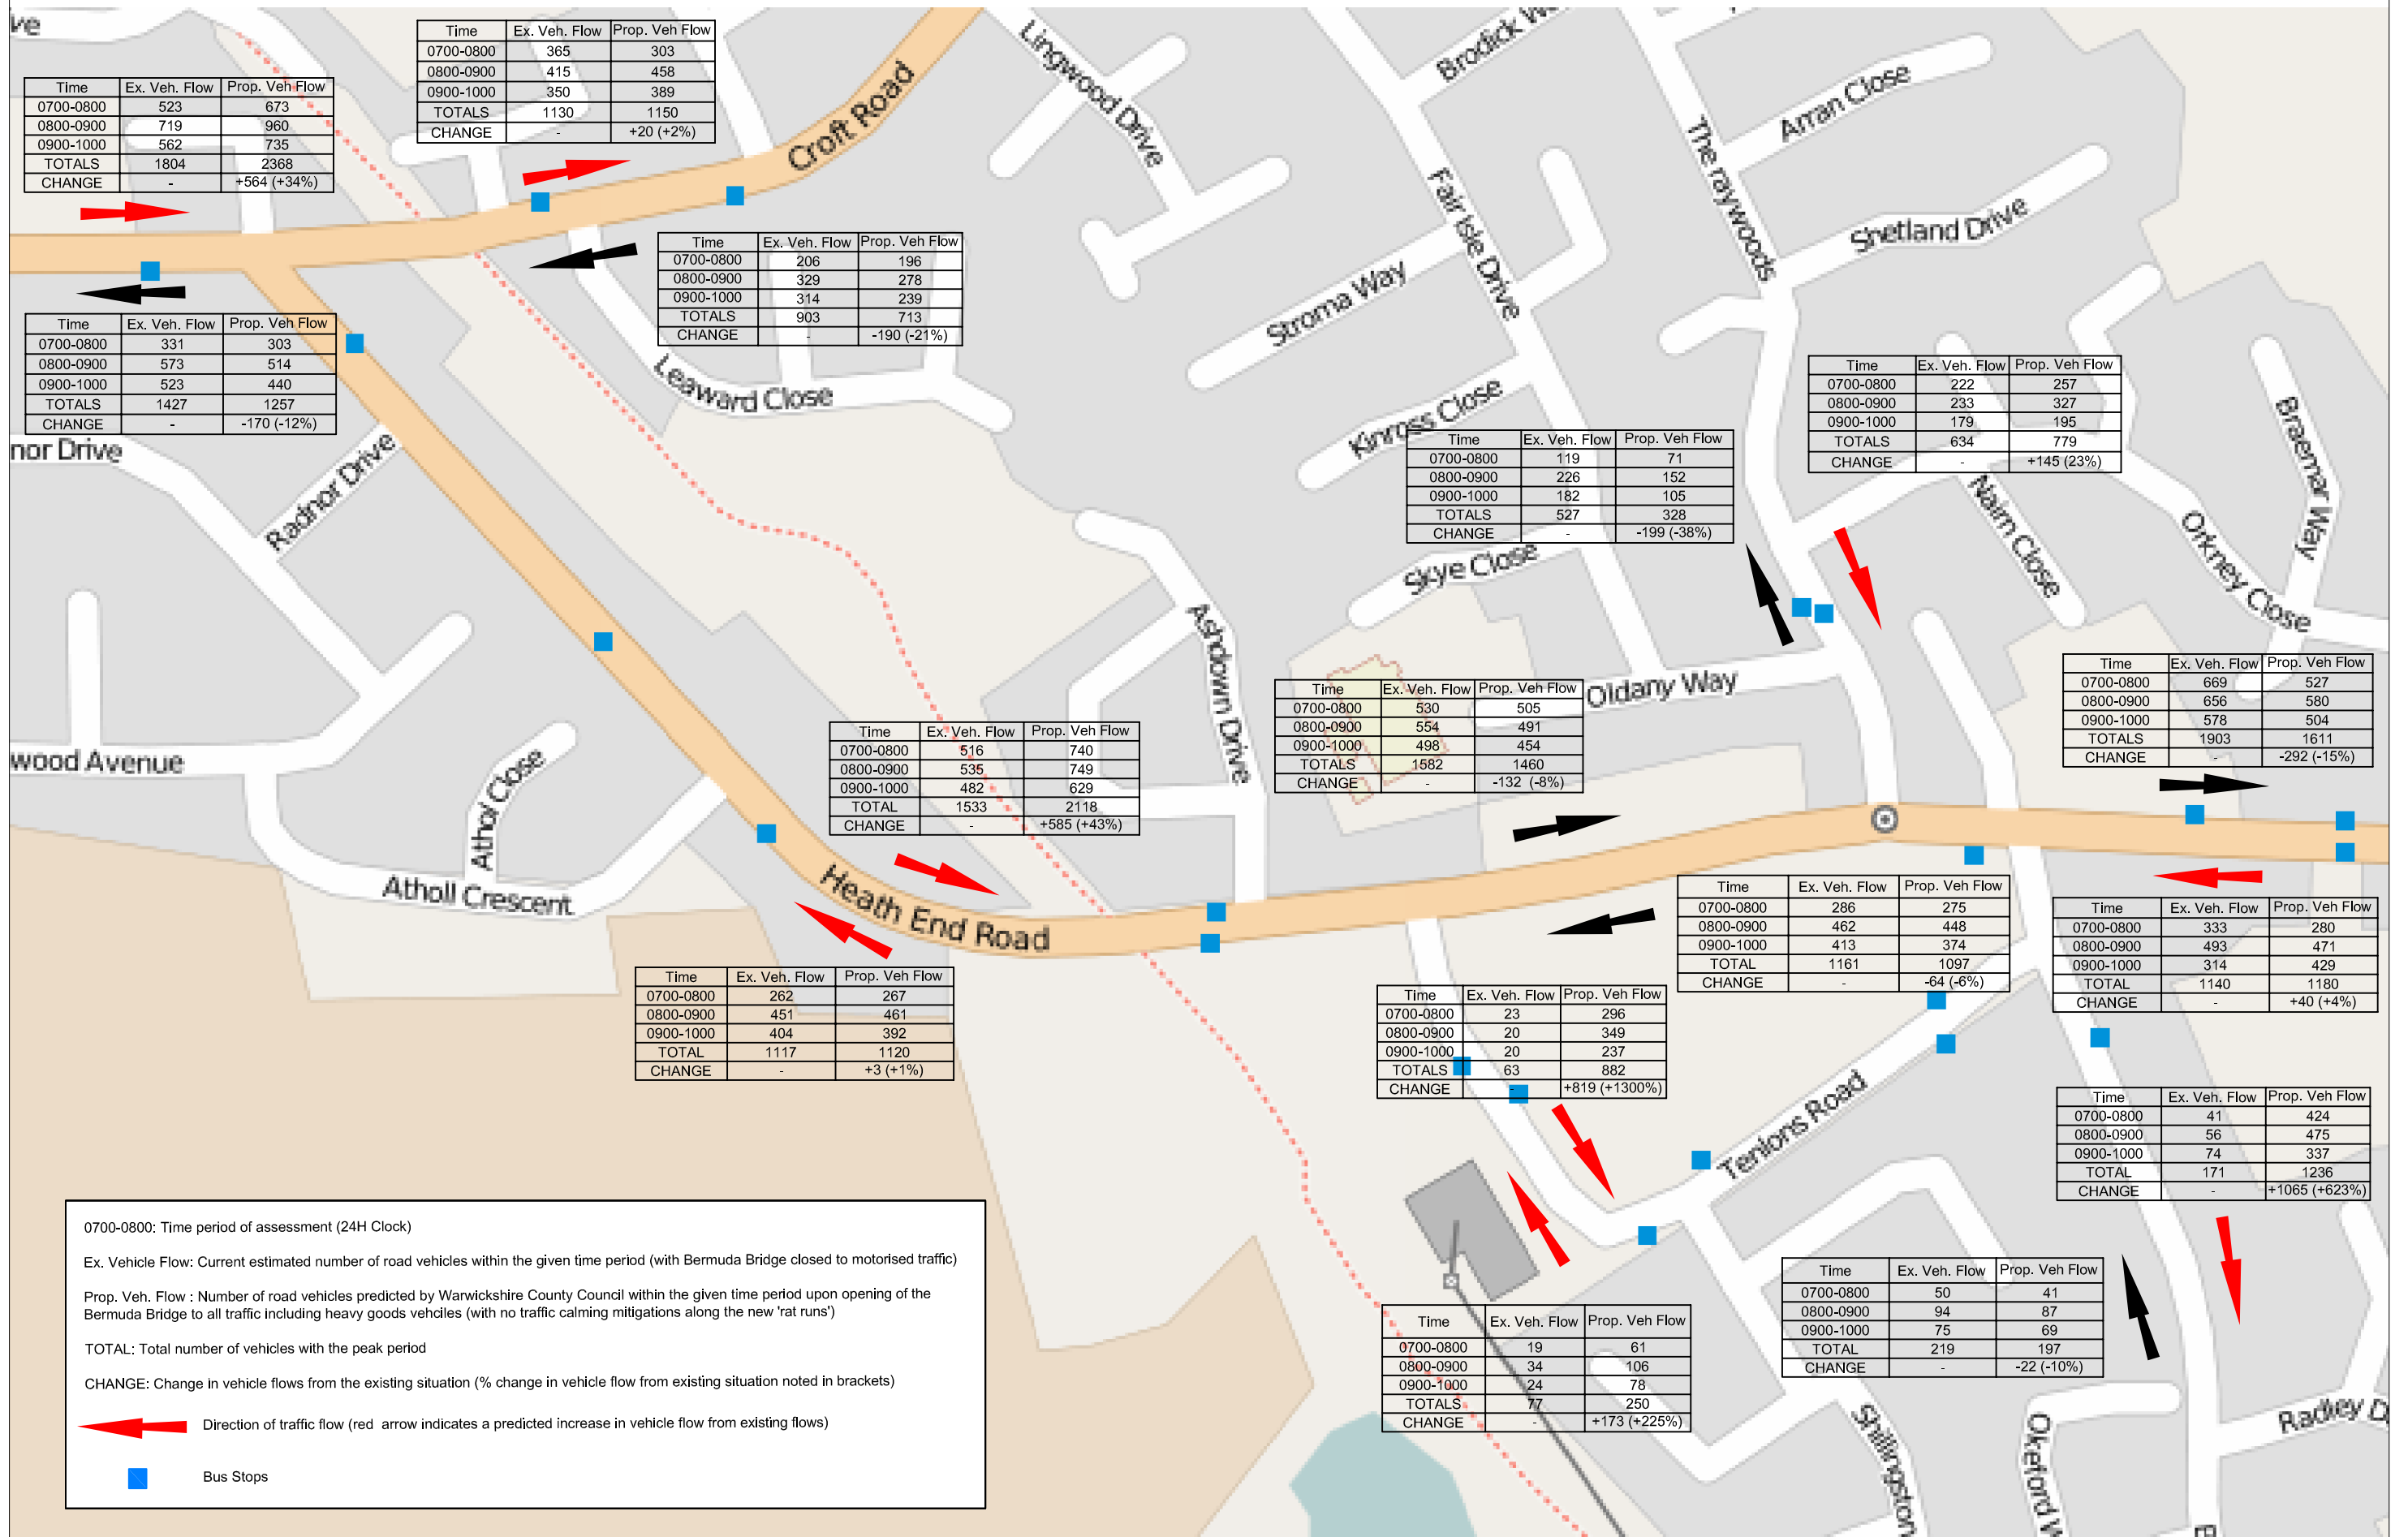 ve
Time Ex. Veh. Flow Prop. Veh Flow
0700-0800 365 303
0800-0900 415 458
0900-1000 350 389
TOTALS 1130 1150
CHANGE - +20 (+2%)
Time Ex. Veh. Flow Prop. Veh Flow
0700-0800 523 673
0800-0900 719 960
0900-1000 562 735
TOTALS 1804 2368
CHANGE - +564 (+34%)
Croft Road
Lingwood Drive
Brodick W
Arran Close
The raywoods
Fair Isle Drive
Shetland Drive
Stroma Way
Time Ex. Veh. Flow Prop. Veh Flow
0700-0800 206 196
0800-0900 329 278
0900-1000 314 239
TOTALS 903 713
CHANGE - -190 (-21%)
Time Ex. Veh. Flow Prop. Veh Flow
0700-0800 331 303
0800-0900 573 514
0900-1000 523 440
TOTALS 1427 1257
CHANGE - -170 (-12%)
Leaward Close
Kinross Close
nor Drive
Radnor Drive
Time Ex. Veh. Flow Prop. Veh Flow
0700-0800 222 257
0800-0900 233 327
0900-1000 179 195
TOTALS 634 779
CHANGE - +145 (23%)
Time Ex. Veh. Flow Prop. Veh Flow
0700-0800 119 71
0800-0900 226 152
0900-1000 182 105
TOTALS 527 328
CHANGE - -199 (-38%)
Braemar Way
Nairn Close
Orkney Close
Skye Close
Ashdown Drive
Oldany Way
Time Ex. Veh. Flow Prop. Veh Flow
0700-0800 669 527
0800-0900 656 580
0900-1000 578 504
TOTALS 1903 1611
CHANGE - -292 (-15%)
Time Ex. Veh. Flow Prop. Veh Flow
0700-0800 530 505
0800-0900 554 491
0900-1000 498 454
TOTALS 1582 1460
CHANGE - -132 (-8%)
Time Ex. Veh. Flow Prop. Veh Flow
0700-0800 516 740
0800-0900 535 749
0900-1000 482 629
TOTAL 1533 2118
CHANGE - +585 (+43%)
wood Avenue
Athol Close
Atholl Crescent
Heath End Road
Time Ex. Veh. Flow Prop. Veh Flow
0700-0800 286 275
0800-0900 462 448
0900-1000 413 374
TOTAL 1161 1097
CHANGE - -64 (-6%)
Time Ex. Veh. Flow Prop. Veh Flow
0700-0800 333 280
0800-0900 493 471
0900-1000 314 429
TOTAL 1140 1180
CHANGE - +40 (+4%)
Time Ex. Veh. Flow Prop. Veh Flow
0700-0800 262 267
0800-0900 451 461
0900-1000 404 392
TOTAL 1117 1120
CHANGE - +3 (+1%)
Time Ex. Veh. Flow Prop. Veh Flow
0700-0800 23 296
0800-0900 20 349
0900-1000 20 237
TOTALS 63 882
CHANGE - +819 (+1300%)
Tenlons Road
Time Ex. Veh. Flow Prop. Veh Flow
0700-0800 41 424
0800-0900 56 475
0900-1000 74 337
TOTAL 171 1236
CHANGE - +1065 (+623%)
Time Ex. Veh. Flow Prop. Veh Flow
0700-0800 50 41
0800-0900 94 87
0900-1000 75 69
TOTAL 219 197
CHANGE - -22 (-10%)
Time Ex. Veh. Flow Prop. Veh Flow
0700-0800 19 61
0800-0900 34 106
0900-1000 24 78
TOTALS 77 250
CHANGE - +173 (+225%)
Shillingston
Okeford W
Radley D
0700-0800: Time period of assessment (24H Clock)
Ex. Vehicle Flow: Current estimated number of road vehicles within the given time period (with Bermuda Bridge closed to motorised traffic)
Prop. Veh. Flow : Number of road vehicles predicted by Warwickshire County Council within the given time period upon opening of the
Bermuda Bridge to all traffic including heavy goods vehciles (with no traffic calming mitigations along the new 'rat runs')
TOTAL: Total number of vehicles with the peak period
CHANGE: Change in vehicle flows from the existing situation (% change in vehicle flow from existing situation noted in brackets)
Direction of traffic flow (red arrow indicates a predicted increase in vehicle flow from existing flows)
Bus Stops